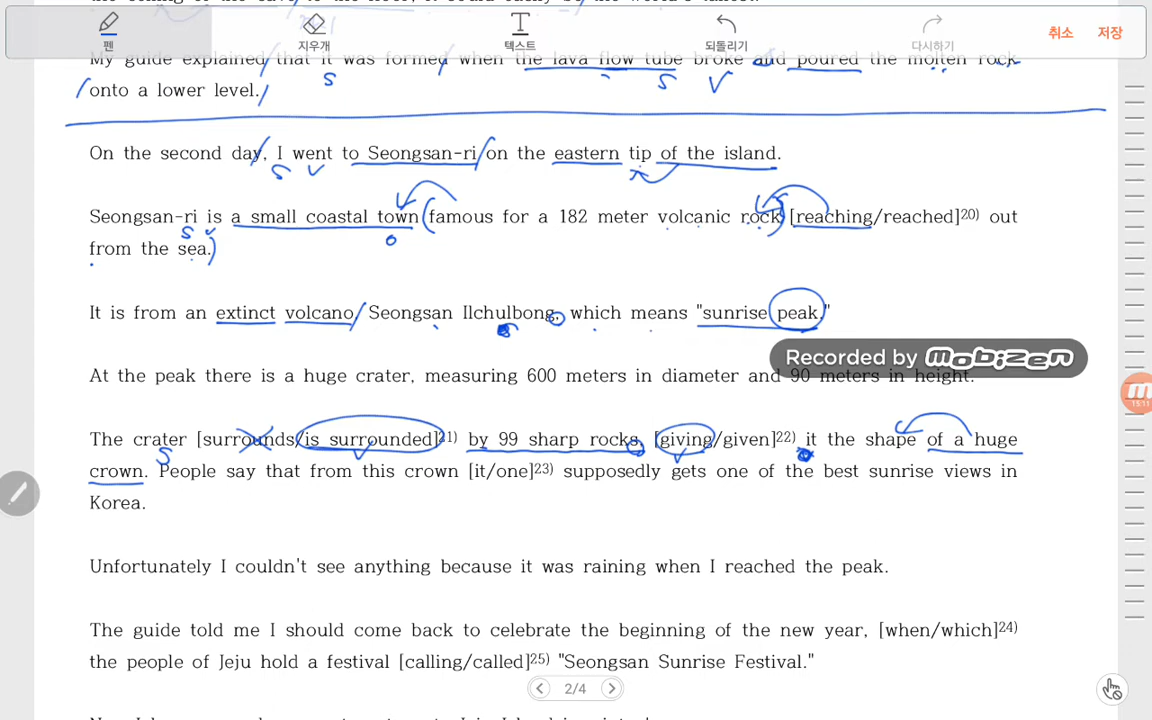 펜
지우개
T
텍스트
되돌리기
다시하기
취소
저장
My guide explained that it was formed when the lava flow tube broke and poured the molten rock
onto a lower level.
On the second day, I went to Seongsan-ri on the eastern tip of the island.
S V
Seongsan-ri is a small coastal town famous for a 182 meter volcanic rock [reaching/reached]20) out
from the sea.
It is from an extinct volcano Seongsan Ilchulbong, which means "sunrise peak."
Recorded by mobizen
At the peak there is a huge crater, measuring 600 meters in diameter and 90 meters in height.
The crater [surrounds/is surrounded]21) by 99 sharp rocks, [giving/given]22) it the shape of a huge
crown. People say that from this crown [it/one]23) supposedly gets one of the best sunrise views in
Korea.
Unfortunately I couldn't see anything because it was raining when I reached the peak.
The guide told me I should come back to celebrate the beginning of the new year, [when/which]24)
the people of Jeju hold a festival [calling/called]25) "Seongsan Sunrise Festival."
2/4